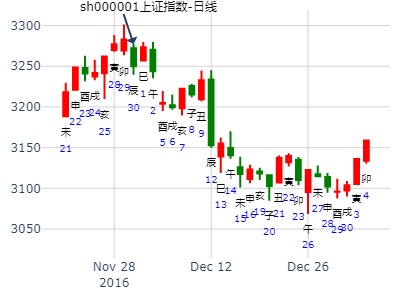 sh000001上证指数-日线
3300
3250
3200
3150
3100
3050
未
21
申
22
酉
23
戌
24
亥
25
寅
28
卯
29
辰
30
巳
1
午
2
酉
5
戌
6
亥
7
子
8
丑
9
辰
12
巳
13
午
14
未
15
申
16
亥
19
子
20
丑
21
寅
22
卯
23
午
26
未
27
申
28
酉
29
戌
30
寅
3
卯
4
Nov 28
2016
Dec 12
Dec 26